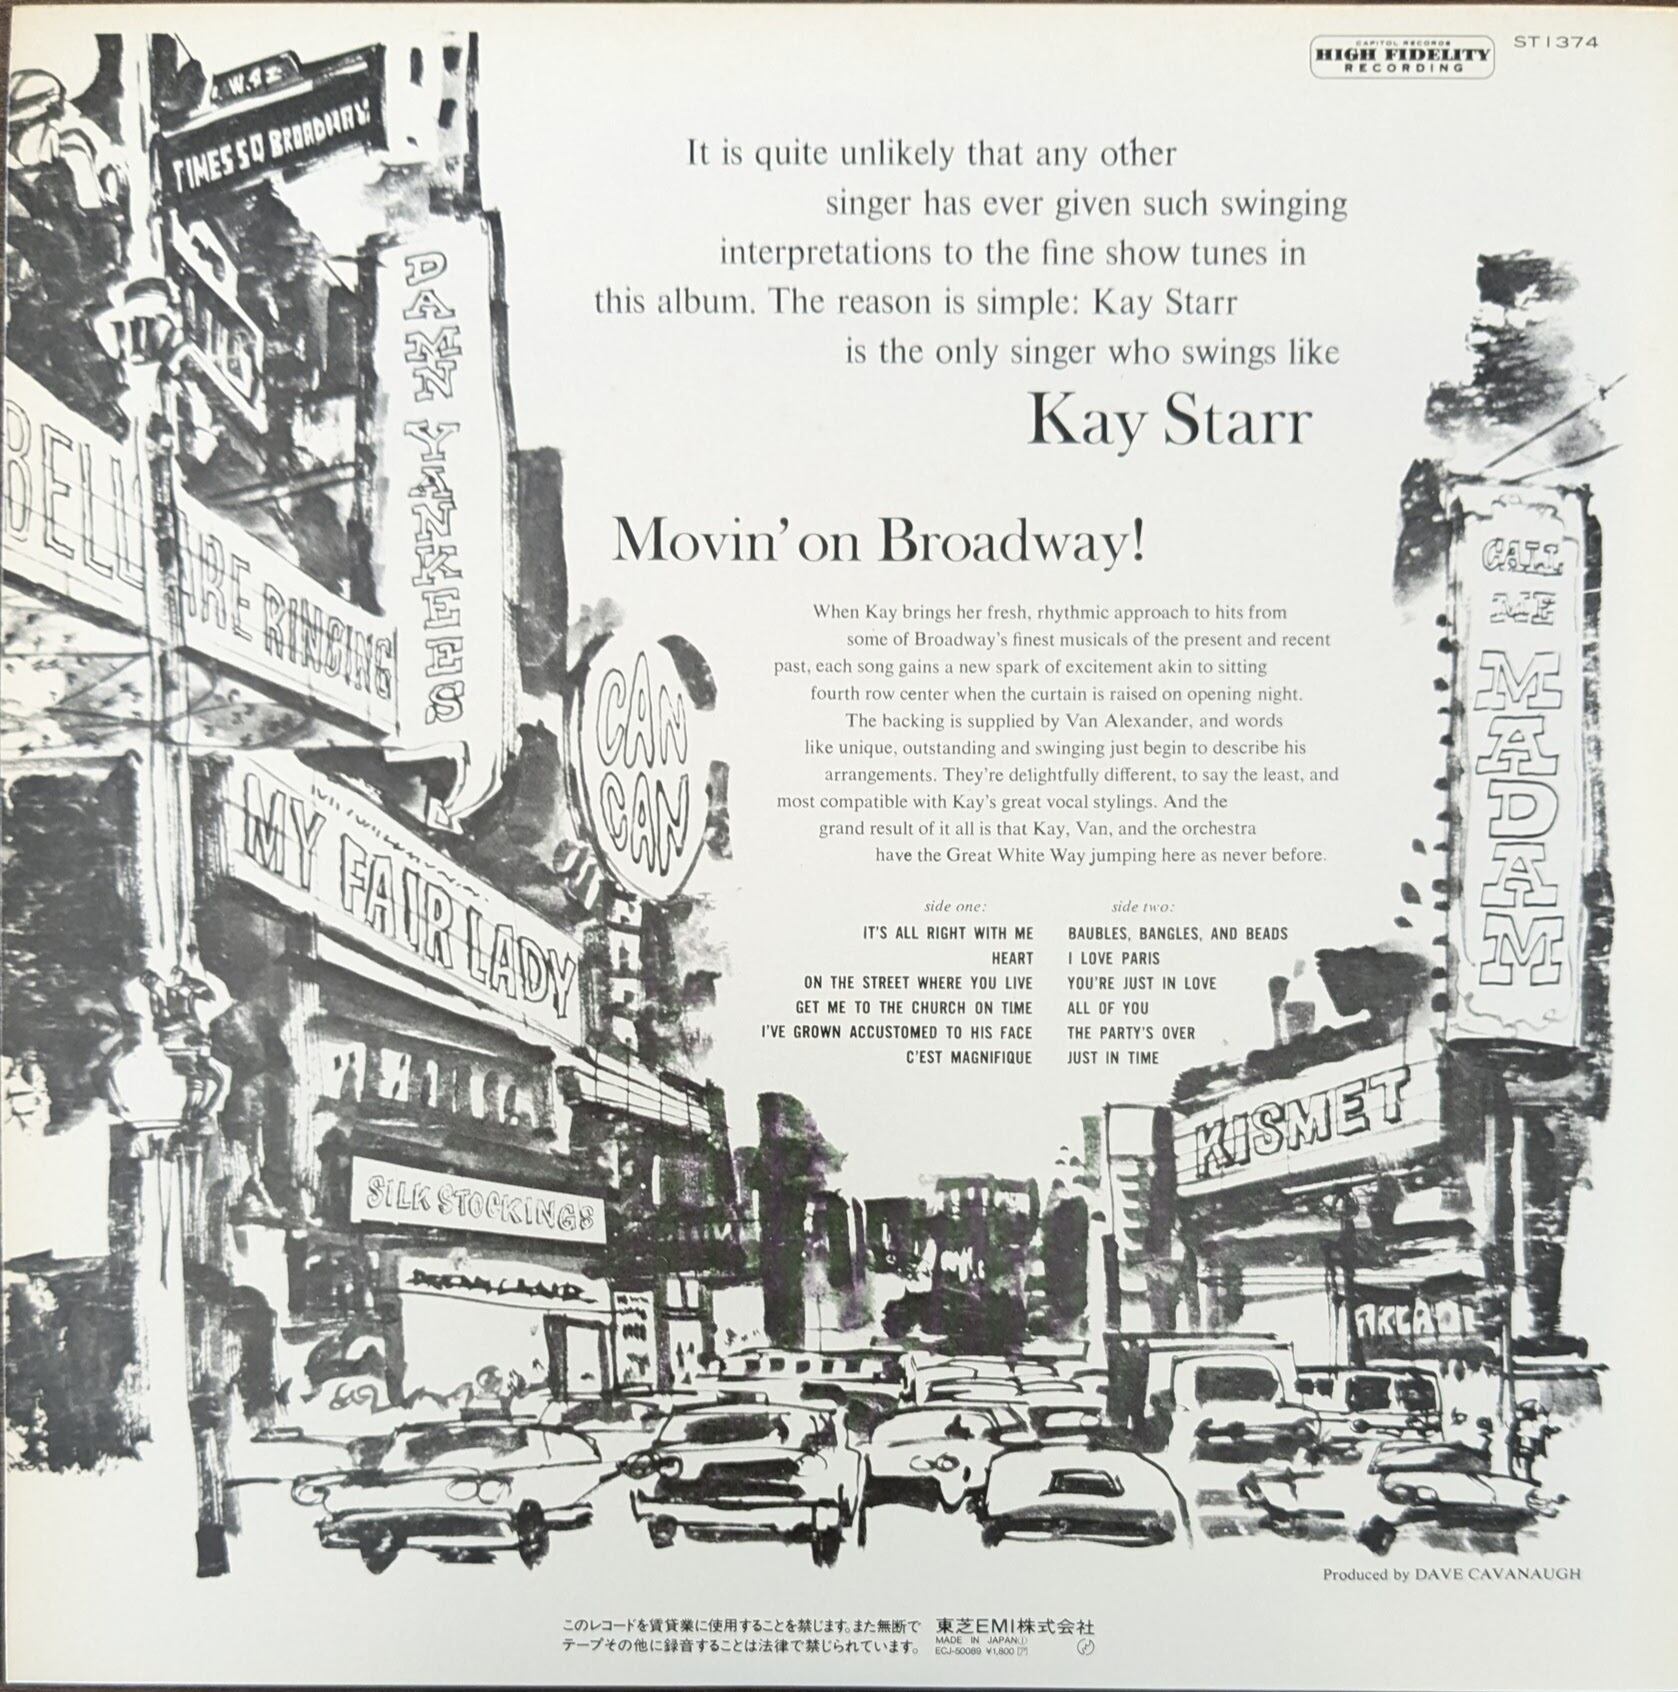 CAPITOL RECORDS
HIGH FIDELITY
RECORDING
ST1374
TIMES SQ BROADWAY
DAMN YANKEES
BELLS ARE RINGING
CAN
CAN
MY FAIR LADY
SILK STOCKINGS
CALL
ME
MADAM
KISMET
It is quite unlikely that any other
singer has ever given such swinging
interpretations to the fine show tunes in
this album. The reason is simple: Kay Starr
is the only singer who swings like
Kay Starr
Movin' on Broadway!
When Kay brings her fresh, rhythmic approach to hits from
some of Broadway's finest musicals of the present and recent
past, each song gains a new spark of excitement akin to sitting
fourth row center when the curtain is raised on opening night.
The backing is supplied by Van Alexander, and words
like unique, outstanding and swinging just begin to describe his
arrangements. They're delightfully different, to say the least, and
most compatible with Kay's great vocal stylings. And the
grand result of it all is that Kay, Van, and the orchestra
have the Great White Way jumping here as never before.
side one:
IT'S ALL RIGHT WITH ME
HEART
ON THE STREET WHERE YOU LIVE
GET ME TO THE CHURCH ON TIME
I'VE GROWN ACCUSTOMED TO HIS FACE
C'EST MAGNIFIQUE
side two:
BAUBLES, BANGLES, AND BEADS
I LOVE PARIS
YOU'RE JUST IN LOVE
ALL OF YOU
THE PARTY'S OVER
JUST IN TIME
Produced by DAVE CAVANAUGH
このレコードを賃貸業に使用することを禁じます。また無断で
テープその他に録音することは法律で禁じられています。
東芝EMI株式会社
MADE IN JAPAN
ECJ-50089 ¥1,800